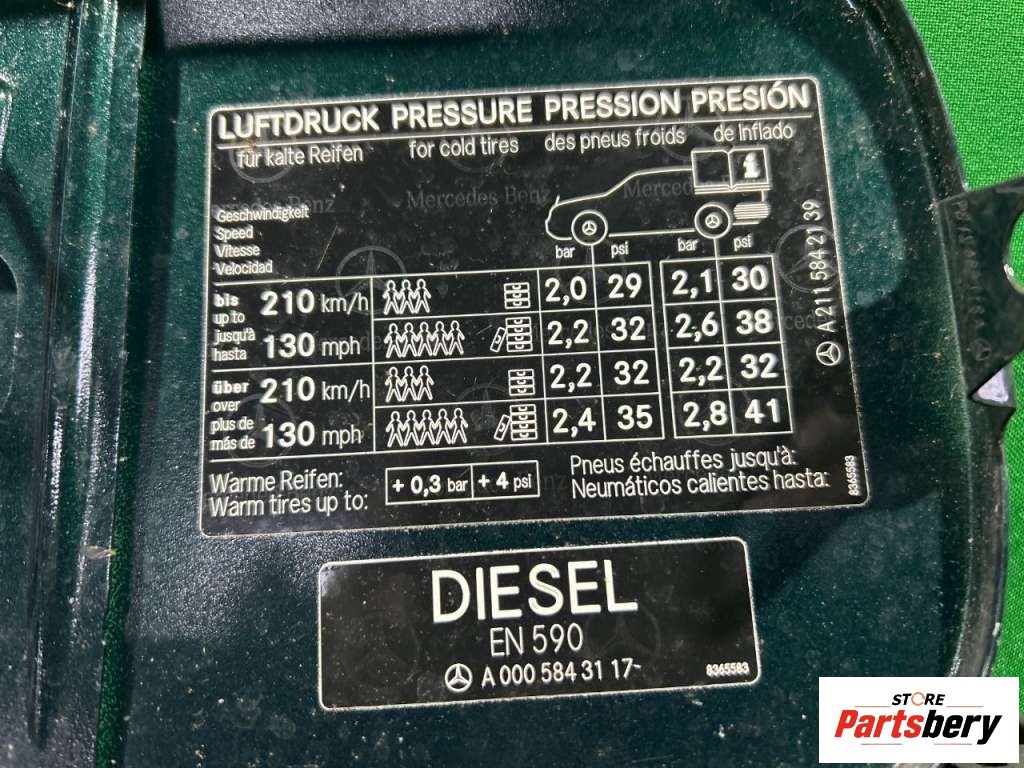 LUFTDRUCK PRESSURE PRESSION PRESIÓN
für kalte Reifen for cold tires des pneus froids de Inflado
Mercedes Benz
Geschwindigkeit
Speed
Vitesse
Velocidad
bar psi bar psi
bis up to jusqu'à hasta
210 km/h 2,0 29 2,1 30
130 mph 2,2 32 2,6 38
über over plus de más de
210 km/h 2,2 32 2,2 32
130 mph 2,4 35 2,8 41
Warme Reifen:
Warm tires up to:
+ 0,3 bar + 4 psi
Pneus échauffes jusqu'à:
Neumáticos calientes hasta:
A 211 584 21 39
8365583
DIESEL
EN 590
A 000 584 31 17
8365583
STORE
Partsbery